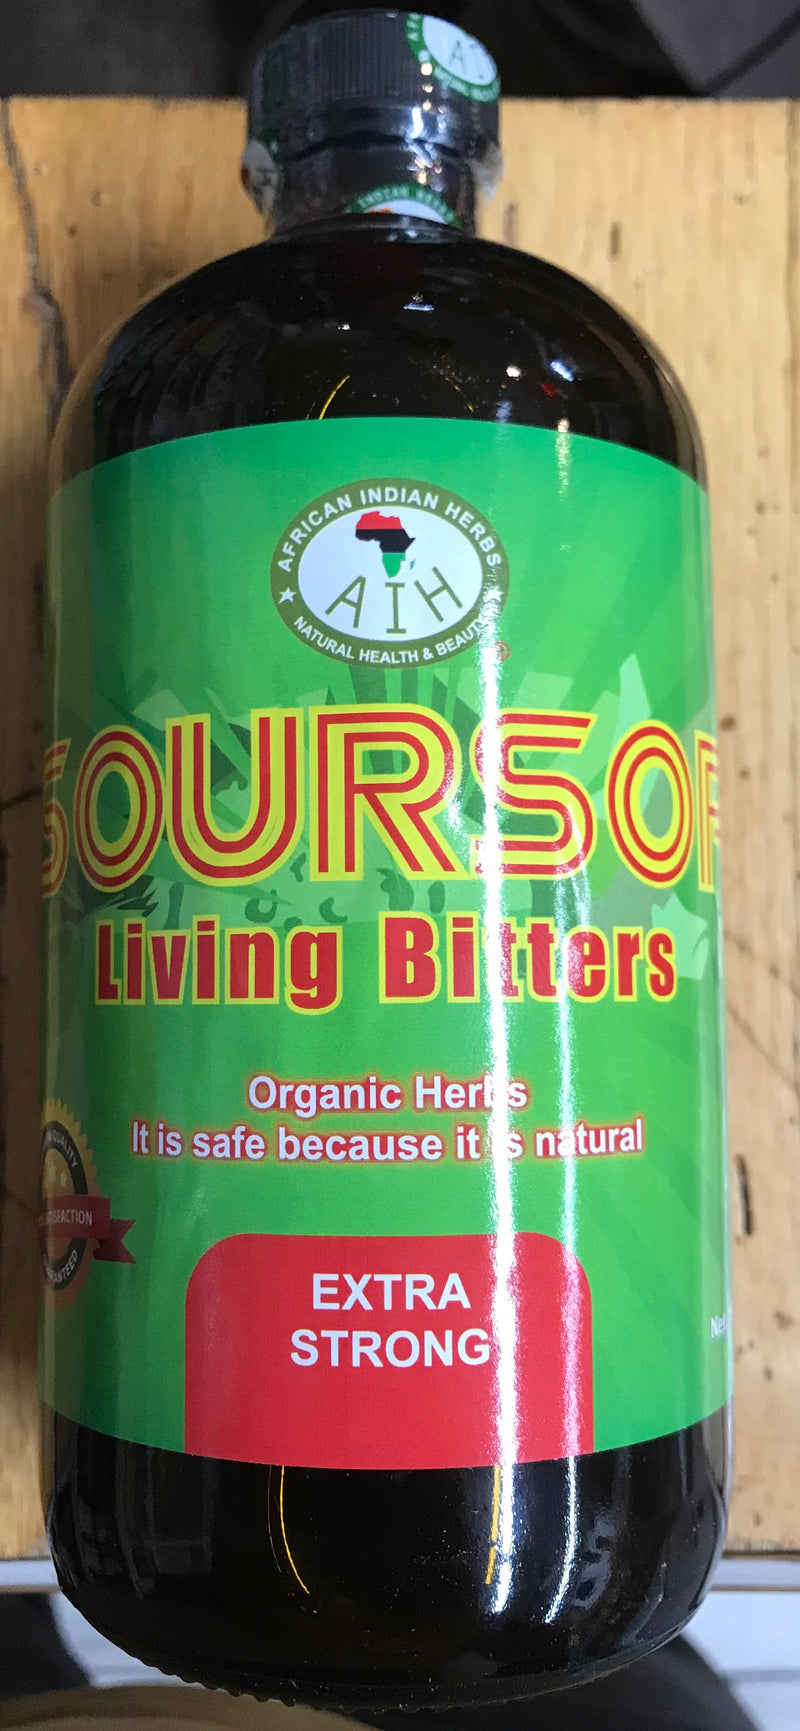 AFRICAN INDIAN HERBS
AIH
NATURAL HEALTH & BEAUTY
SOURSOP
Living Bitters
Organic Herbs
It is safe because it is natural
QUALITY
EXTRA
STRONG